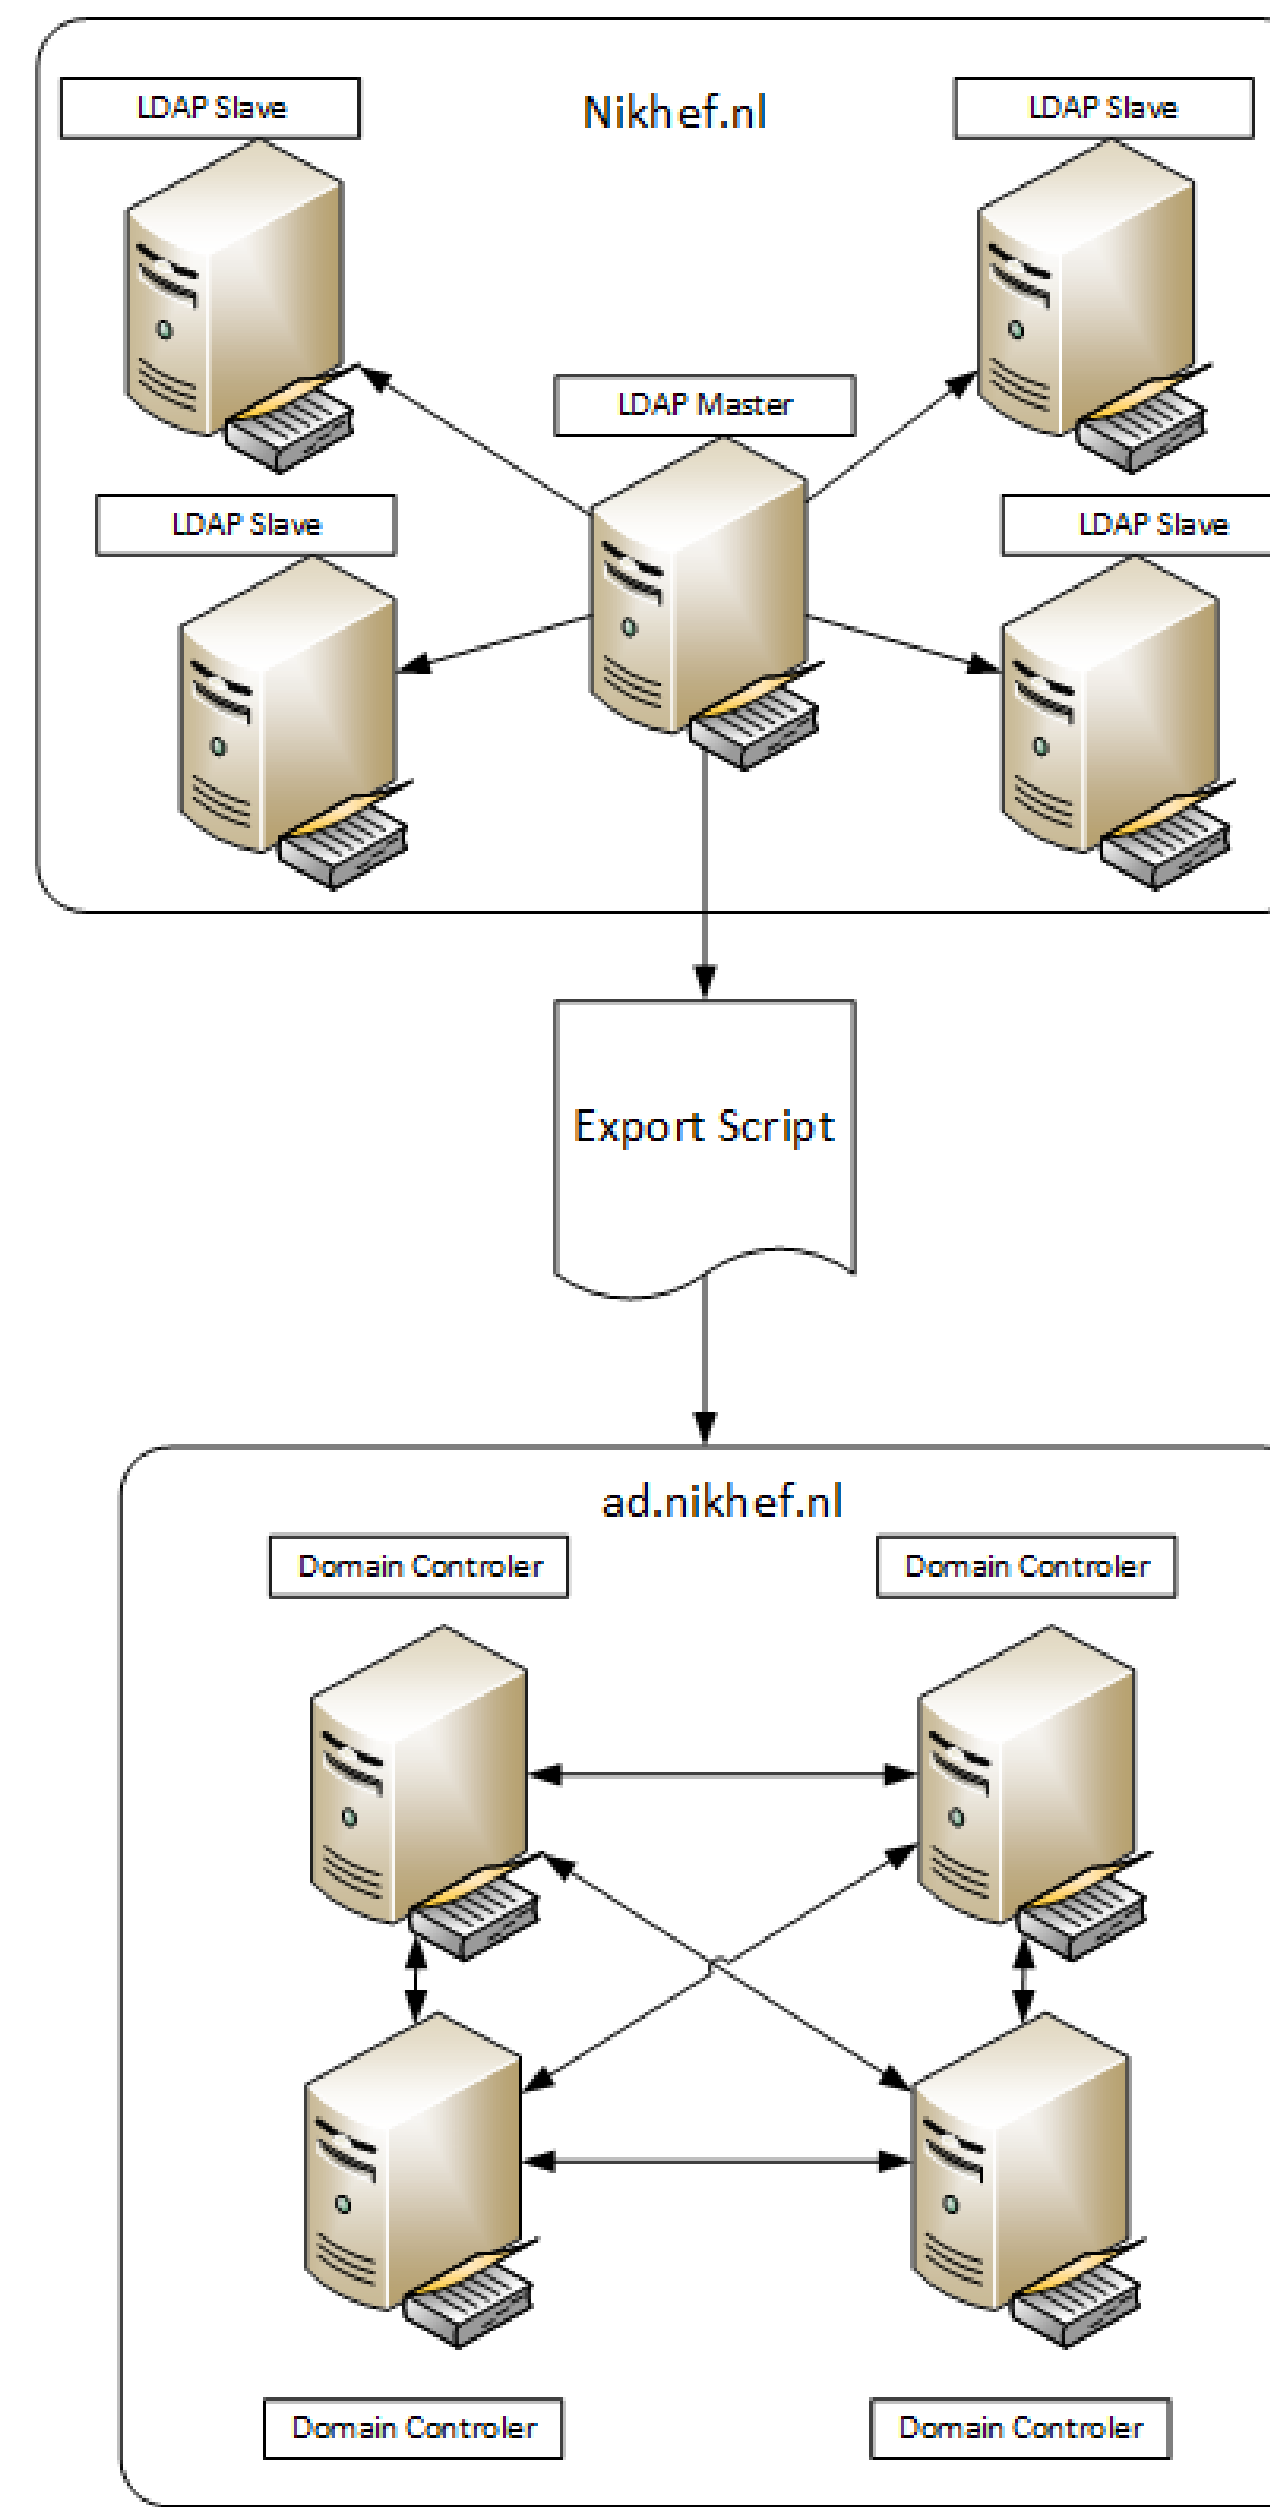 Nikhef.nl
LDAP Slave
LDAP Slave
LDAP Master
LDAP Slave
LDAP Slave
Export Script
ad.nikhef.nl
Domain Controler
Domain Controler
Domain Controler
Domain Controler